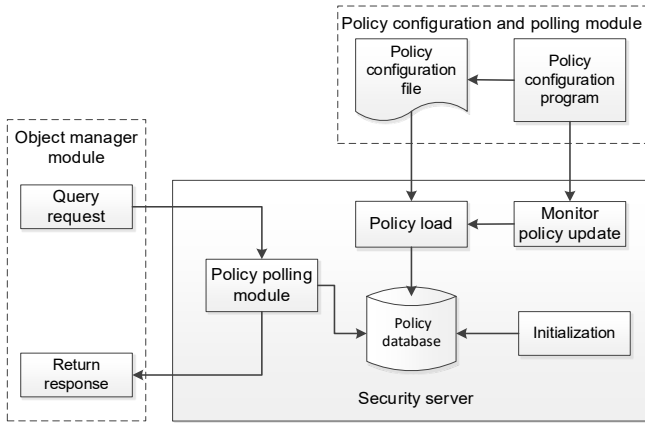 Policy configuration and polling module
Policy
configuration
file
Policy
configuration
program
Object manager
module
Query
request
Policy load
Monitor
policy update
Policy polling
module
Policy
database
Initialization
Return
response
Security server